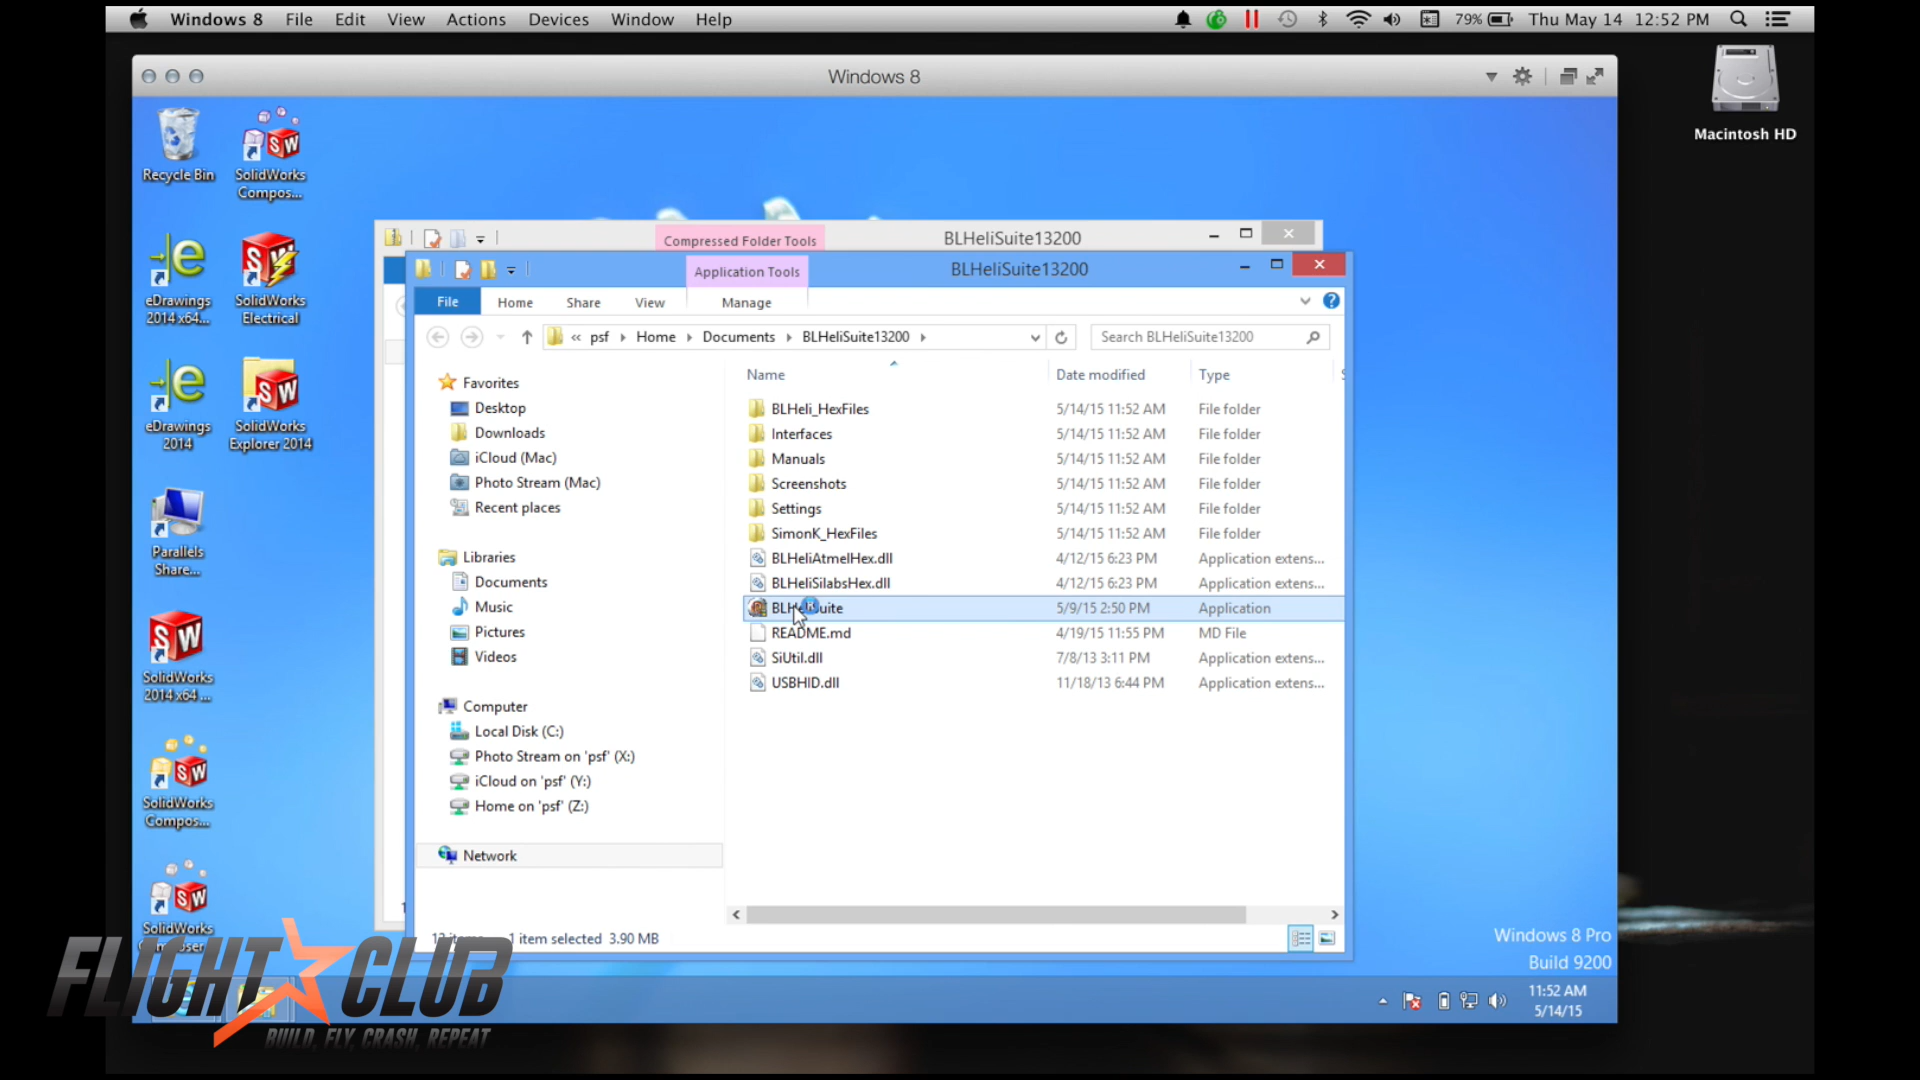 Windows 8 File Edit View Actions Devices Window Help 79% Thu May 14 12:52 PM
Windows 8
Macintosh HD
Recycle Bin
SolidWorks
Compos...
eDrawings
2014 x64...
SolidWorks
Electrical
eDrawings
2014
SolidWorks
Explorer 2014
Parallels
Share...
SolidWorks
2014 x64 ...
SolidWorks
Compos...
SolidWorks
Compressed Folder Tools BLHeliSuite13200
Application Tools BLHeliSuite13200
File Home Share View Manage
« psf Home Documents BLHeliSuite13200 Search BLHeliSuite13200
Favorites
Desktop
Downloads
iCloud (Mac)
Photo Stream (Mac)
Recent places
Libraries
Documents
Music
Pictures
Videos
Computer
Local Disk (C:)
Photo Stream on 'psf' (X:)
iCloud on 'psf' (Y:)
Home on 'psf' (Z:)
Network
Name Date modified Type
BLHeli_HexFiles 5/14/15 11:52 AM File folder
Interfaces 5/14/15 11:52 AM File folder
Manuals 5/14/15 11:52 AM File folder
Screenshots 5/14/15 11:52 AM File folder
Settings 5/14/15 11:52 AM File folder
SimonK_HexFiles 5/14/15 11:52 AM File folder
BLHeliAtmelHex.dll 4/12/15 6:23 PM Application extens...
BLHeliSilabsHex.dll 4/12/15 6:23 PM Application extens...
BLHeliSuite 5/9/15 2:50 PM Application
README.md 4/19/15 11:55 PM MD File
SiUtil.dll 7/8/13 3:11 PM Application extens...
USBHID.dll 11/18/13 6:44 PM Application extens...
1 item selected 3.90 MB
Windows 8 Pro
Build 9200
11:52 AM
5/14/15
FLIGHT CLUB
BUILD, FLY, CRASH, REPEAT